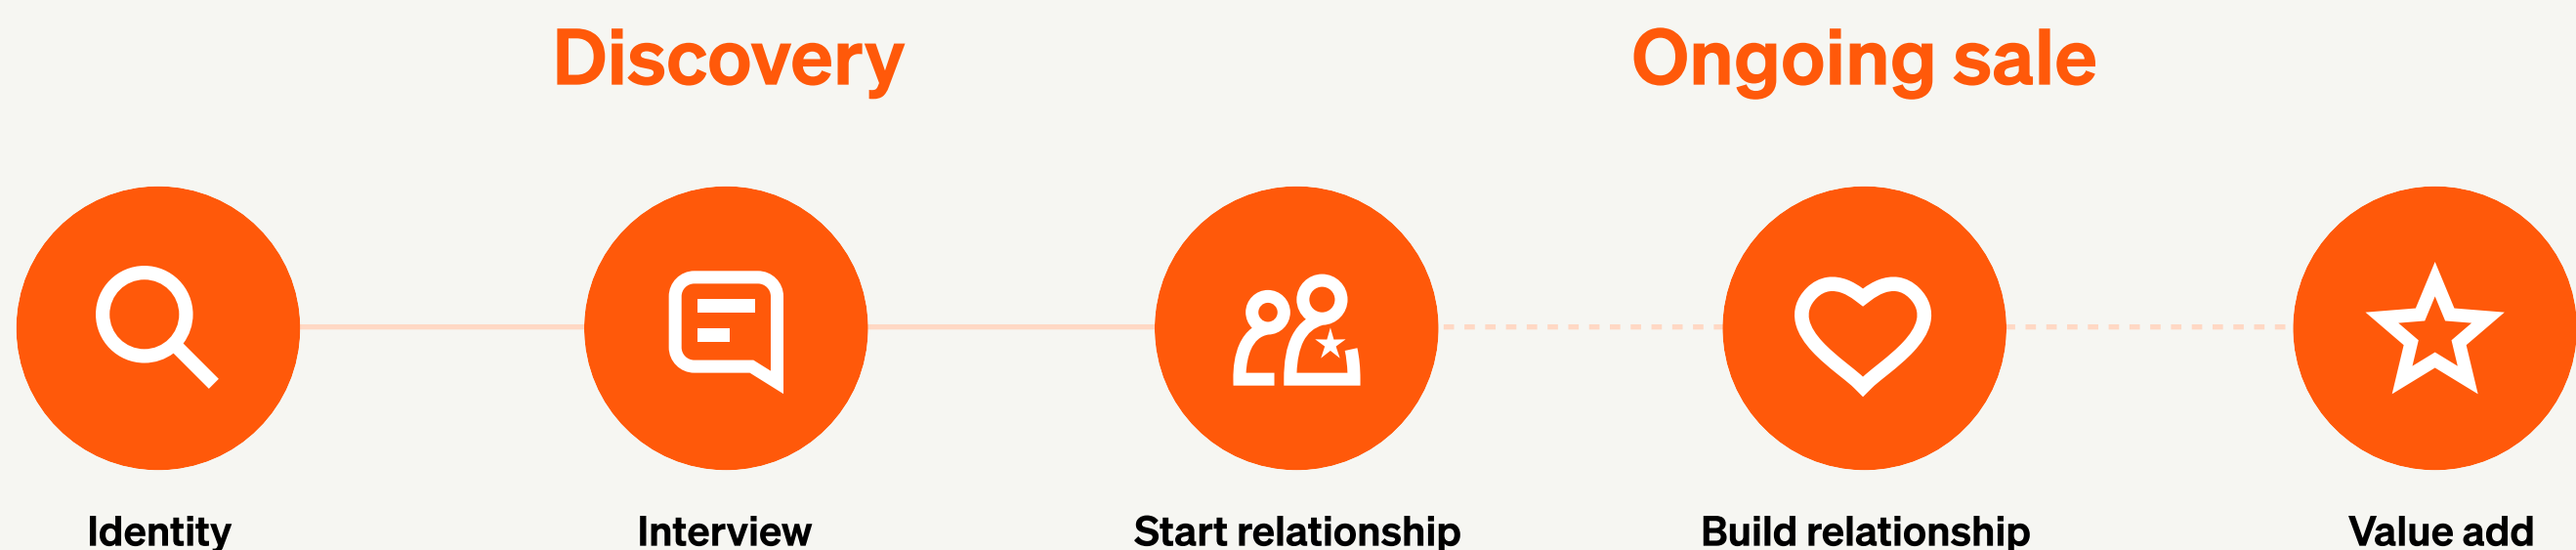 Discovery
Ongoing sale
Identity
Interview
Start relationship
Build relationship
Value add